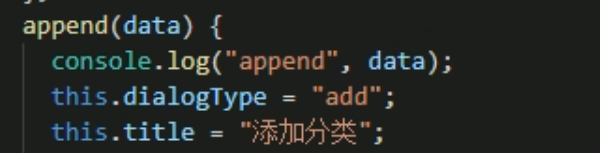 append(data) {
console.log("append", data);
this.dialogType = "add";
this.title = "添加分类";